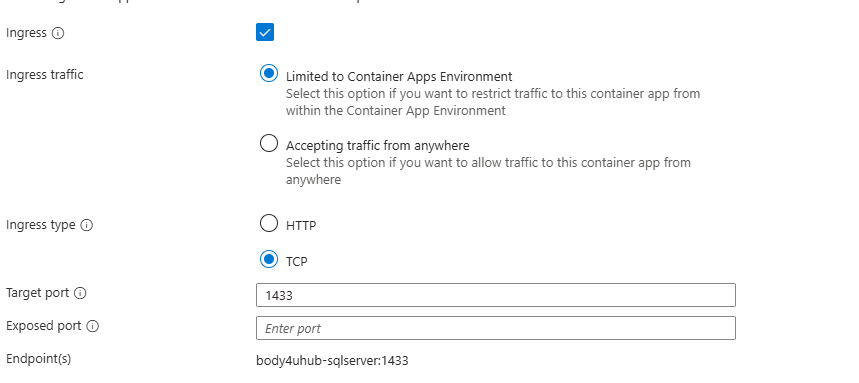 Ingress
Ingress traffic
Limited to Container Apps Environment
Select this option if you want to restrict traffic to this container app from
within the Container App Environment
Accepting traffic from anywhere
Select this option if you want to allow traffic to this container app from
anywhere
Ingress type
HTTP
TCP
Target port
1433
Exposed port
Enter port
Endpoint(s)
body4uhub-sqlserver:1433